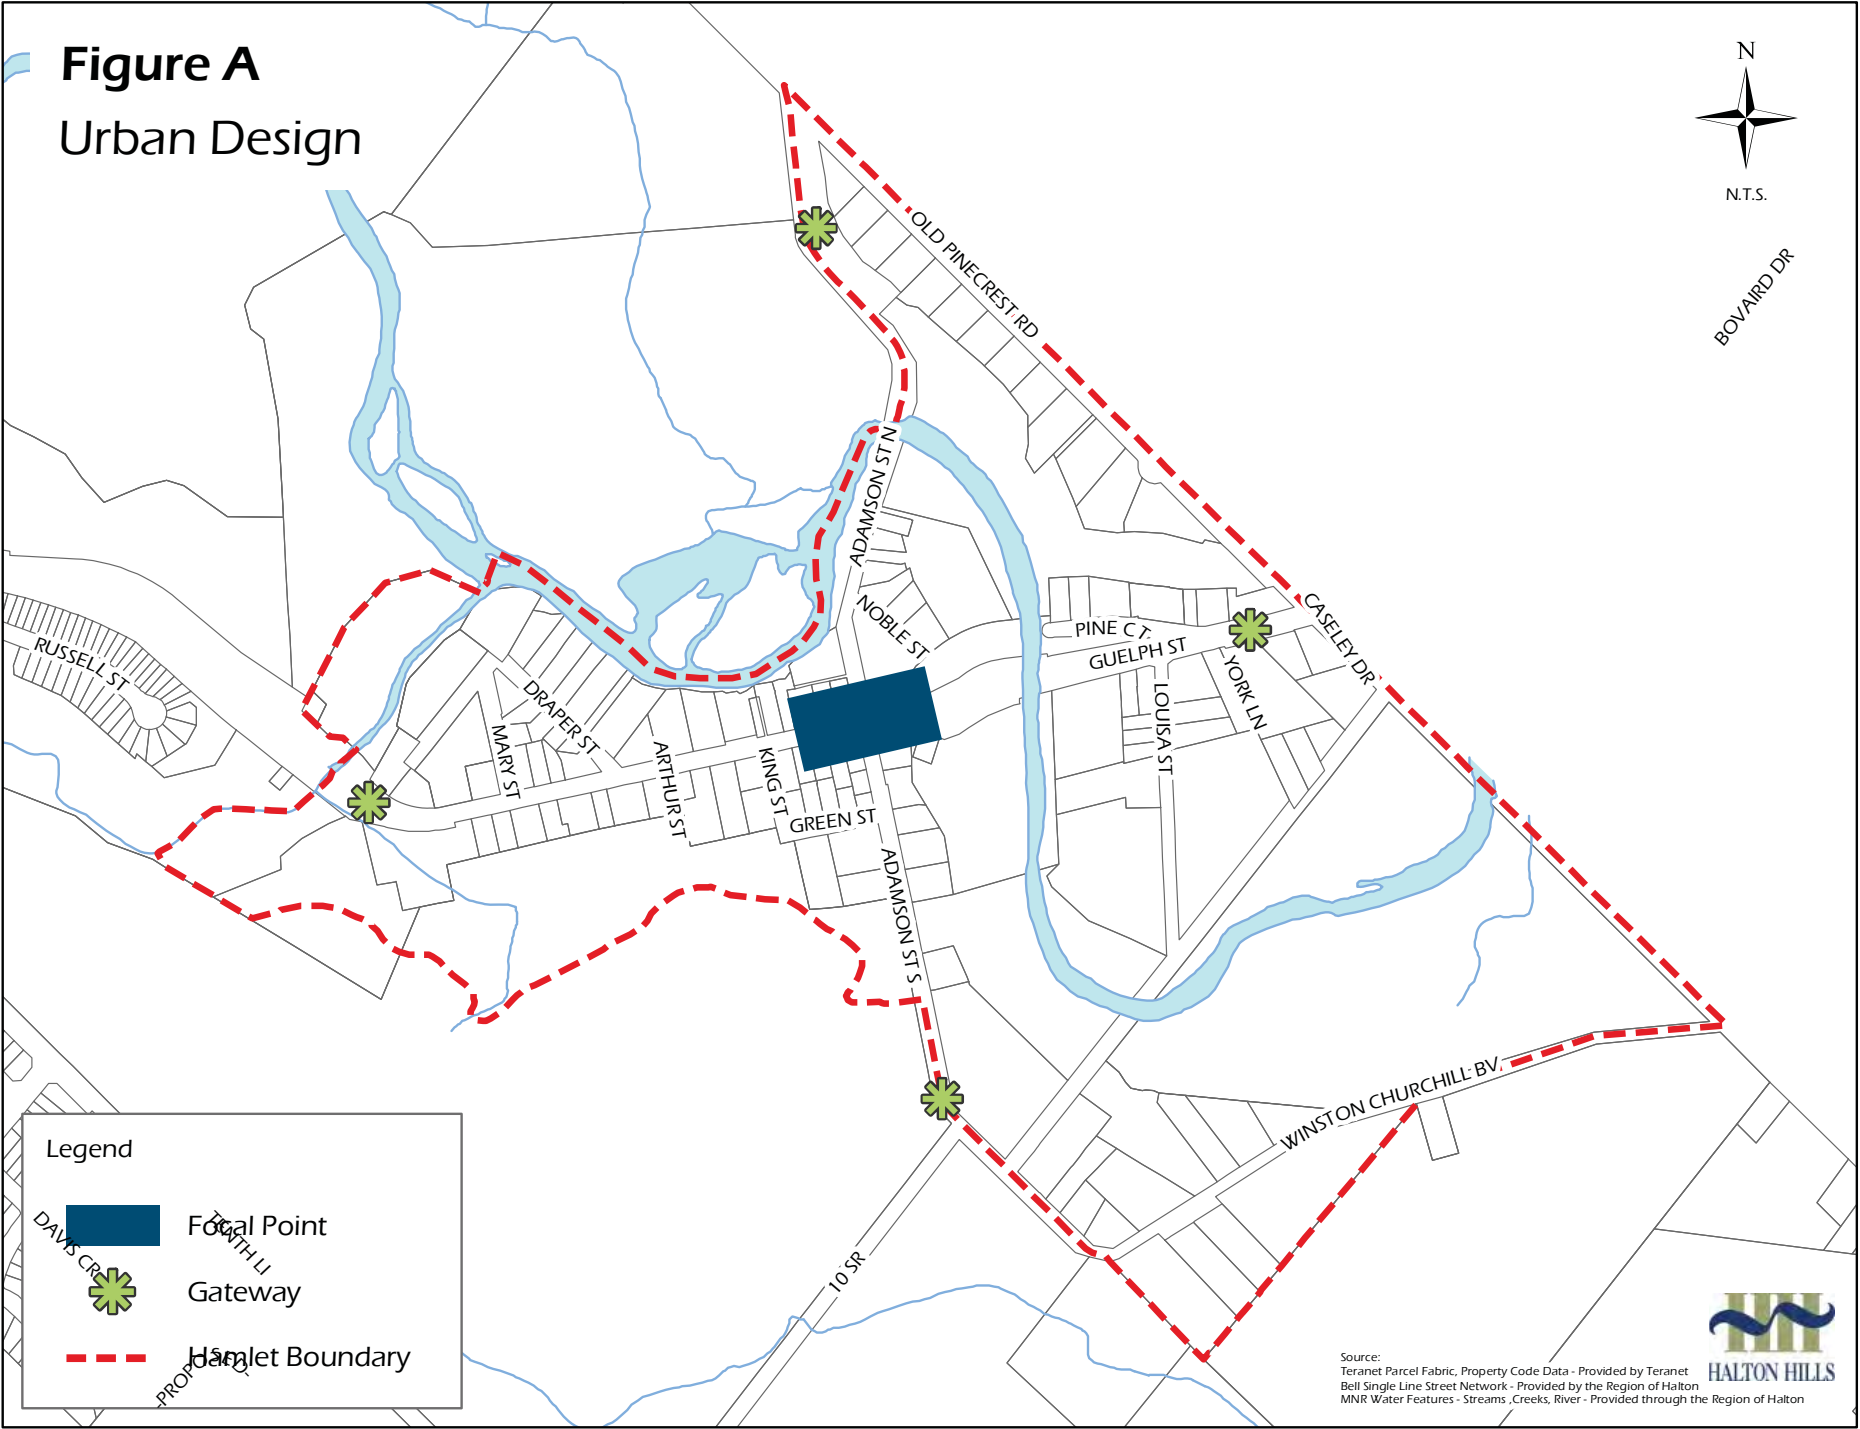 Figure A
Urban Design
N
N.T.S.
BOVAIRD DR
OLD PINECREST RD
ADAMSON ST N
NOBLE ST
PINE CT
GUELPH ST
CASELEY DR
YORK LN
LOUISA ST
RUSSELL ST
DRAPER ST
MARY ST
ARTHUR ST
KING ST
GREEN ST
ADAMSON ST S
WINSTON CHURCHILL BV
10 SR
Legend
Focal Point
Gateway
Hamlet Boundary
DAVIS CR
TENTH LI
Source:
Teranet Parcel Fabric, Property Code Data - Provided by Teranet
Bell Single Line Street Network - Provided by the Region of Halton
MNR Water Features - Streams ,Creeks, River - Provided through the Region of Halton
HALTON HILLS